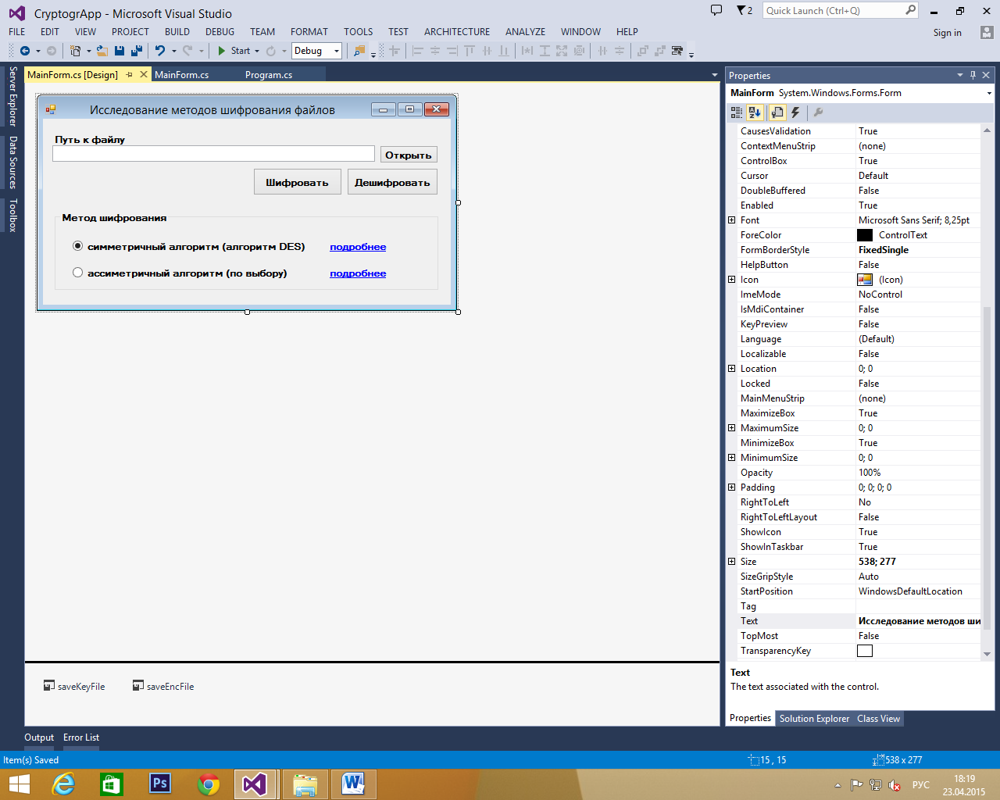 CryptogrApp - Microsoft Visual Studio
2
Quick Launch (Ctrl+Q)
FILE EDIT VIEW PROJECT BUILD DEBUG TEAM FORMAT TOOLS TEST ARCHITECTURE ANALYZE WINDOW HELP
Sign in
Start
Debug
Server Explorer
Data Sources
Toolbox
MainForm.cs [Design]
MainForm.cs
Program.cs
Исследование методов шифрования файлов
Путь к файлу
Открыть
Шифровать
Дешифровать
Метод шифрования
симметричный алгоритм (алгоритм DES) подробнее
ассиметричный алгоритм (по выбору) подробнее
saveKeyFile
saveEncFile
Properties
MainForm System.Windows.Forms.Form
CausesValidation True
ContextMenuStrip (none)
ControlBox True
Cursor Default
DoubleBuffered False
Enabled True
Font Microsoft Sans Serif; 8,25pt
ForeColor ControlText
FormBorderStyle FixedSingle
HelpButton False
Icon (Icon)
ImeMode NoControl
IsMdiContainer False
KeyPreview False
Language (Default)
Localizable False
Location 0; 0
Locked False
MainMenuStrip (none)
MaximizeBox True
MaximumSize 0; 0
MinimizeBox True
MinimumSize 0; 0
Opacity 100%
Padding 0; 0; 0; 0
RightToLeft No
RightToLeftLayout False
ShowIcon True
ShowInTaskbar True
Size 538; 277
SizeGripStyle Auto
StartPosition WindowsDefaultLocation
Tag
Text Исследование методов ши
TopMost False
TransparencyKey
Text
The text associated with the control.
Properties Solution Explorer Class View
Output Error List
Item(s) Saved
15 , 15
538 x 277
Ps
РУС
18:19
23.04.2015